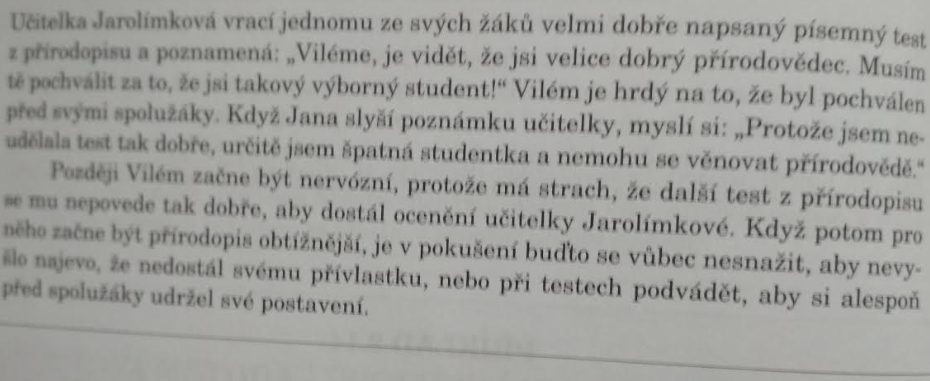 Učitelka Jarolímková vrací jednomu ze svých žáků velmi dobře napsaný písemný test
z přírodopisu a poznamená: „Viléme, je vidět, že jsi velice dobrý přírodovědec. Musím
tě pochválit za to, že jsi takový výborný student!“ Vilém je hrdý na to, že byl pochválen
před svými spolužáky. Když Jana slyší poznámku učitelky, myslí si: „Protože jsem ne-
udělala test tak dobře, určitě jsem špatná studentka a nemohu se věnovat přírodovědě.“
Později Vilém začne být nervózní, protože má strach, že další test z přírodopisu
se mu nepovede tak dobře, aby dostál ocenění učitelky Jarolímkové. Když potom pro
něho začne být přírodopis obtížnější, je v pokušení buďto se vůbec nesnažit, aby nevy-
šlo najevo, že nedostál svému přívlastku, nebo při testech podvádět, aby si alespoň
před spolužáky udržel své postavení.